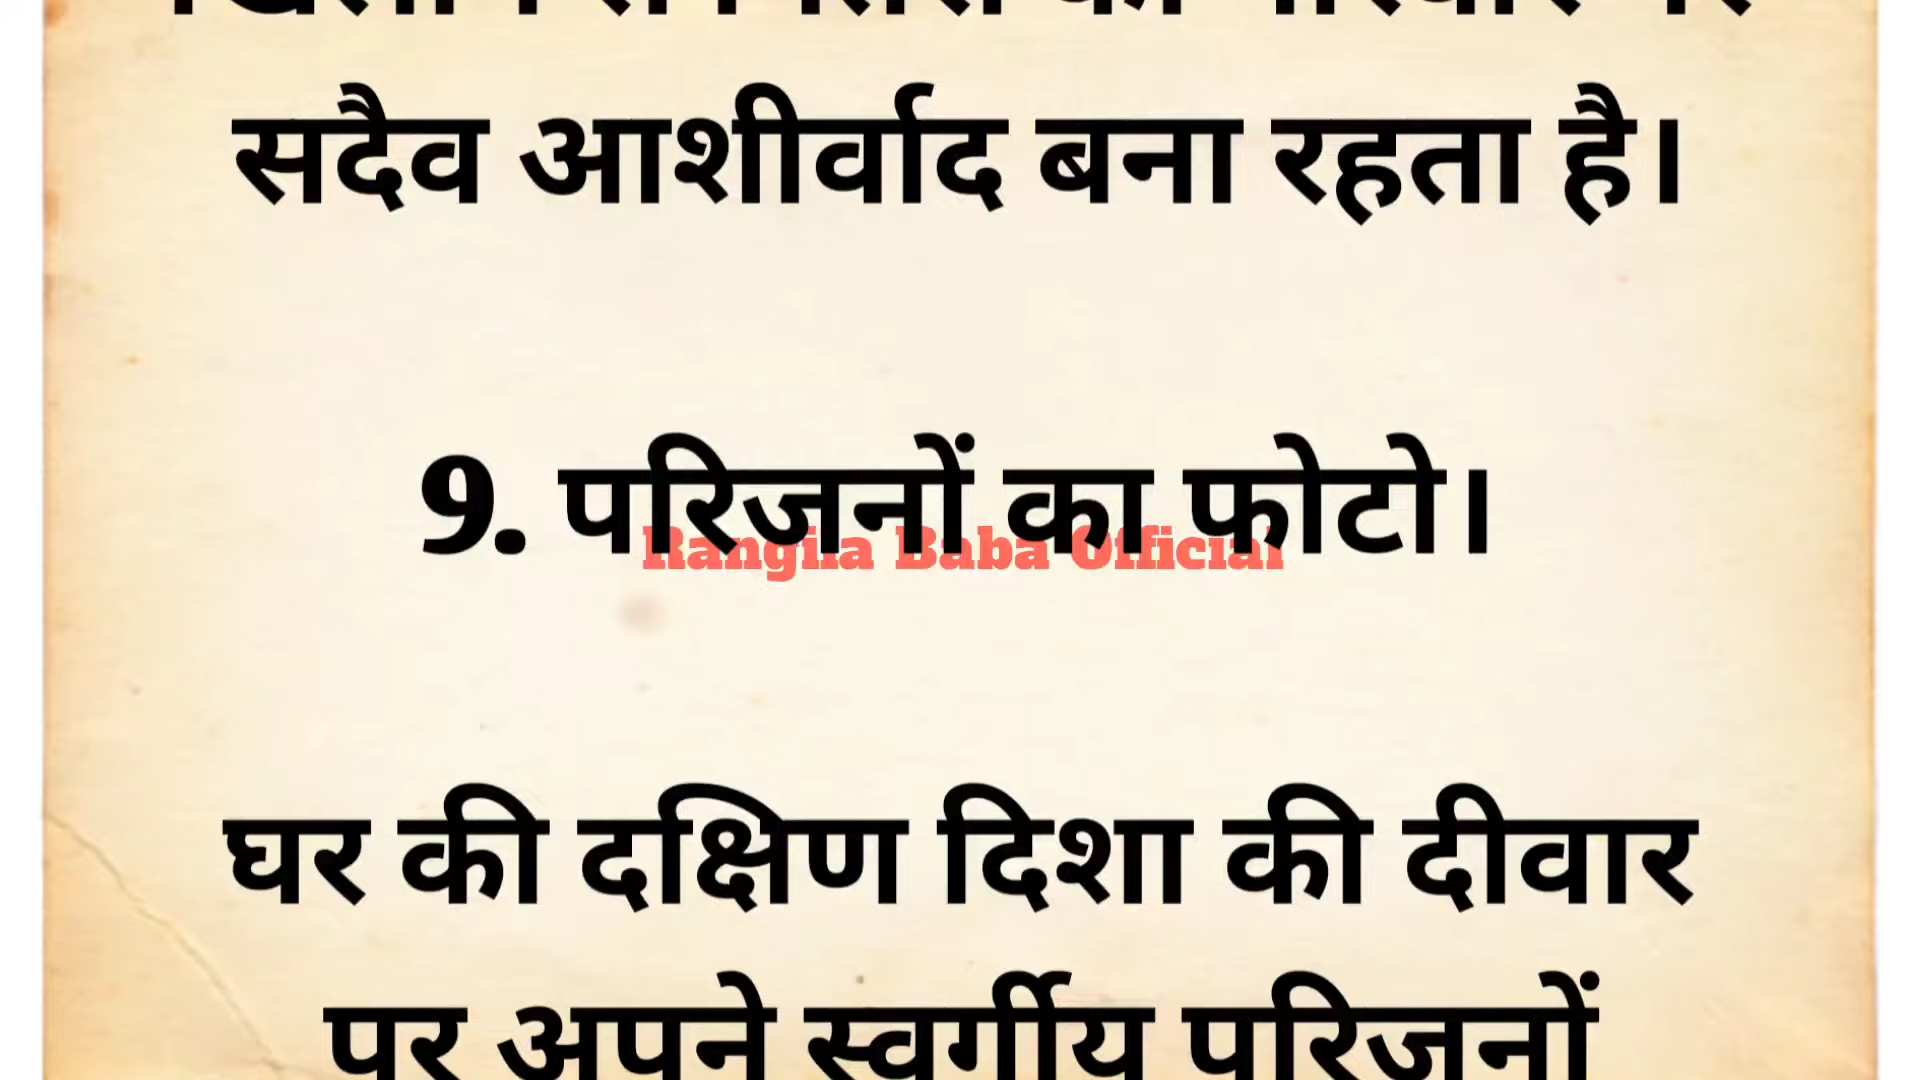 सदैव आशीर्वाद बना रहता है।
9. परिजनों का फोटो।
Rangila Baba Official
घर की दक्षिण दिशा की दीवार
पर अपने स्वर्गीय परिजनों